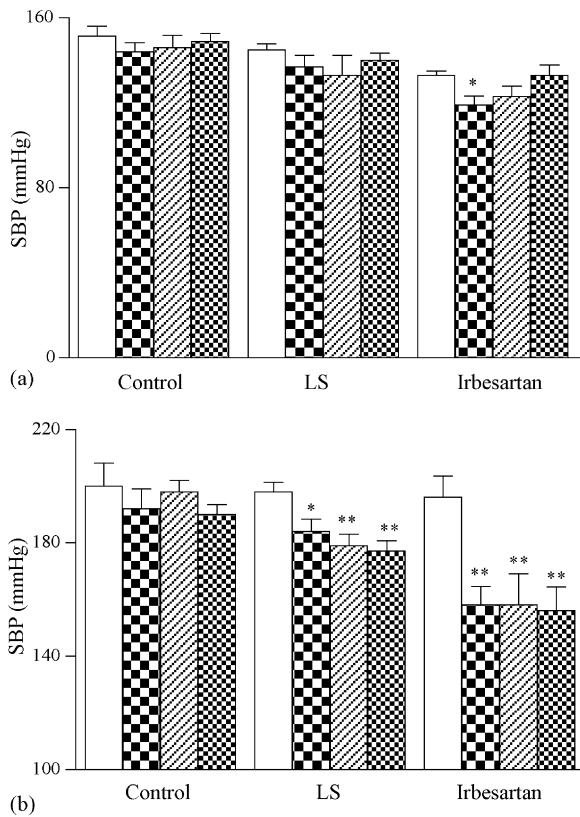 160
*
80
SBP (mmHg)
0
(a)
Control LS Irbesartan
220
* ** **
180
** ** **
SBP (mmHg)
140
100
(b)
Control LS Irbesartan